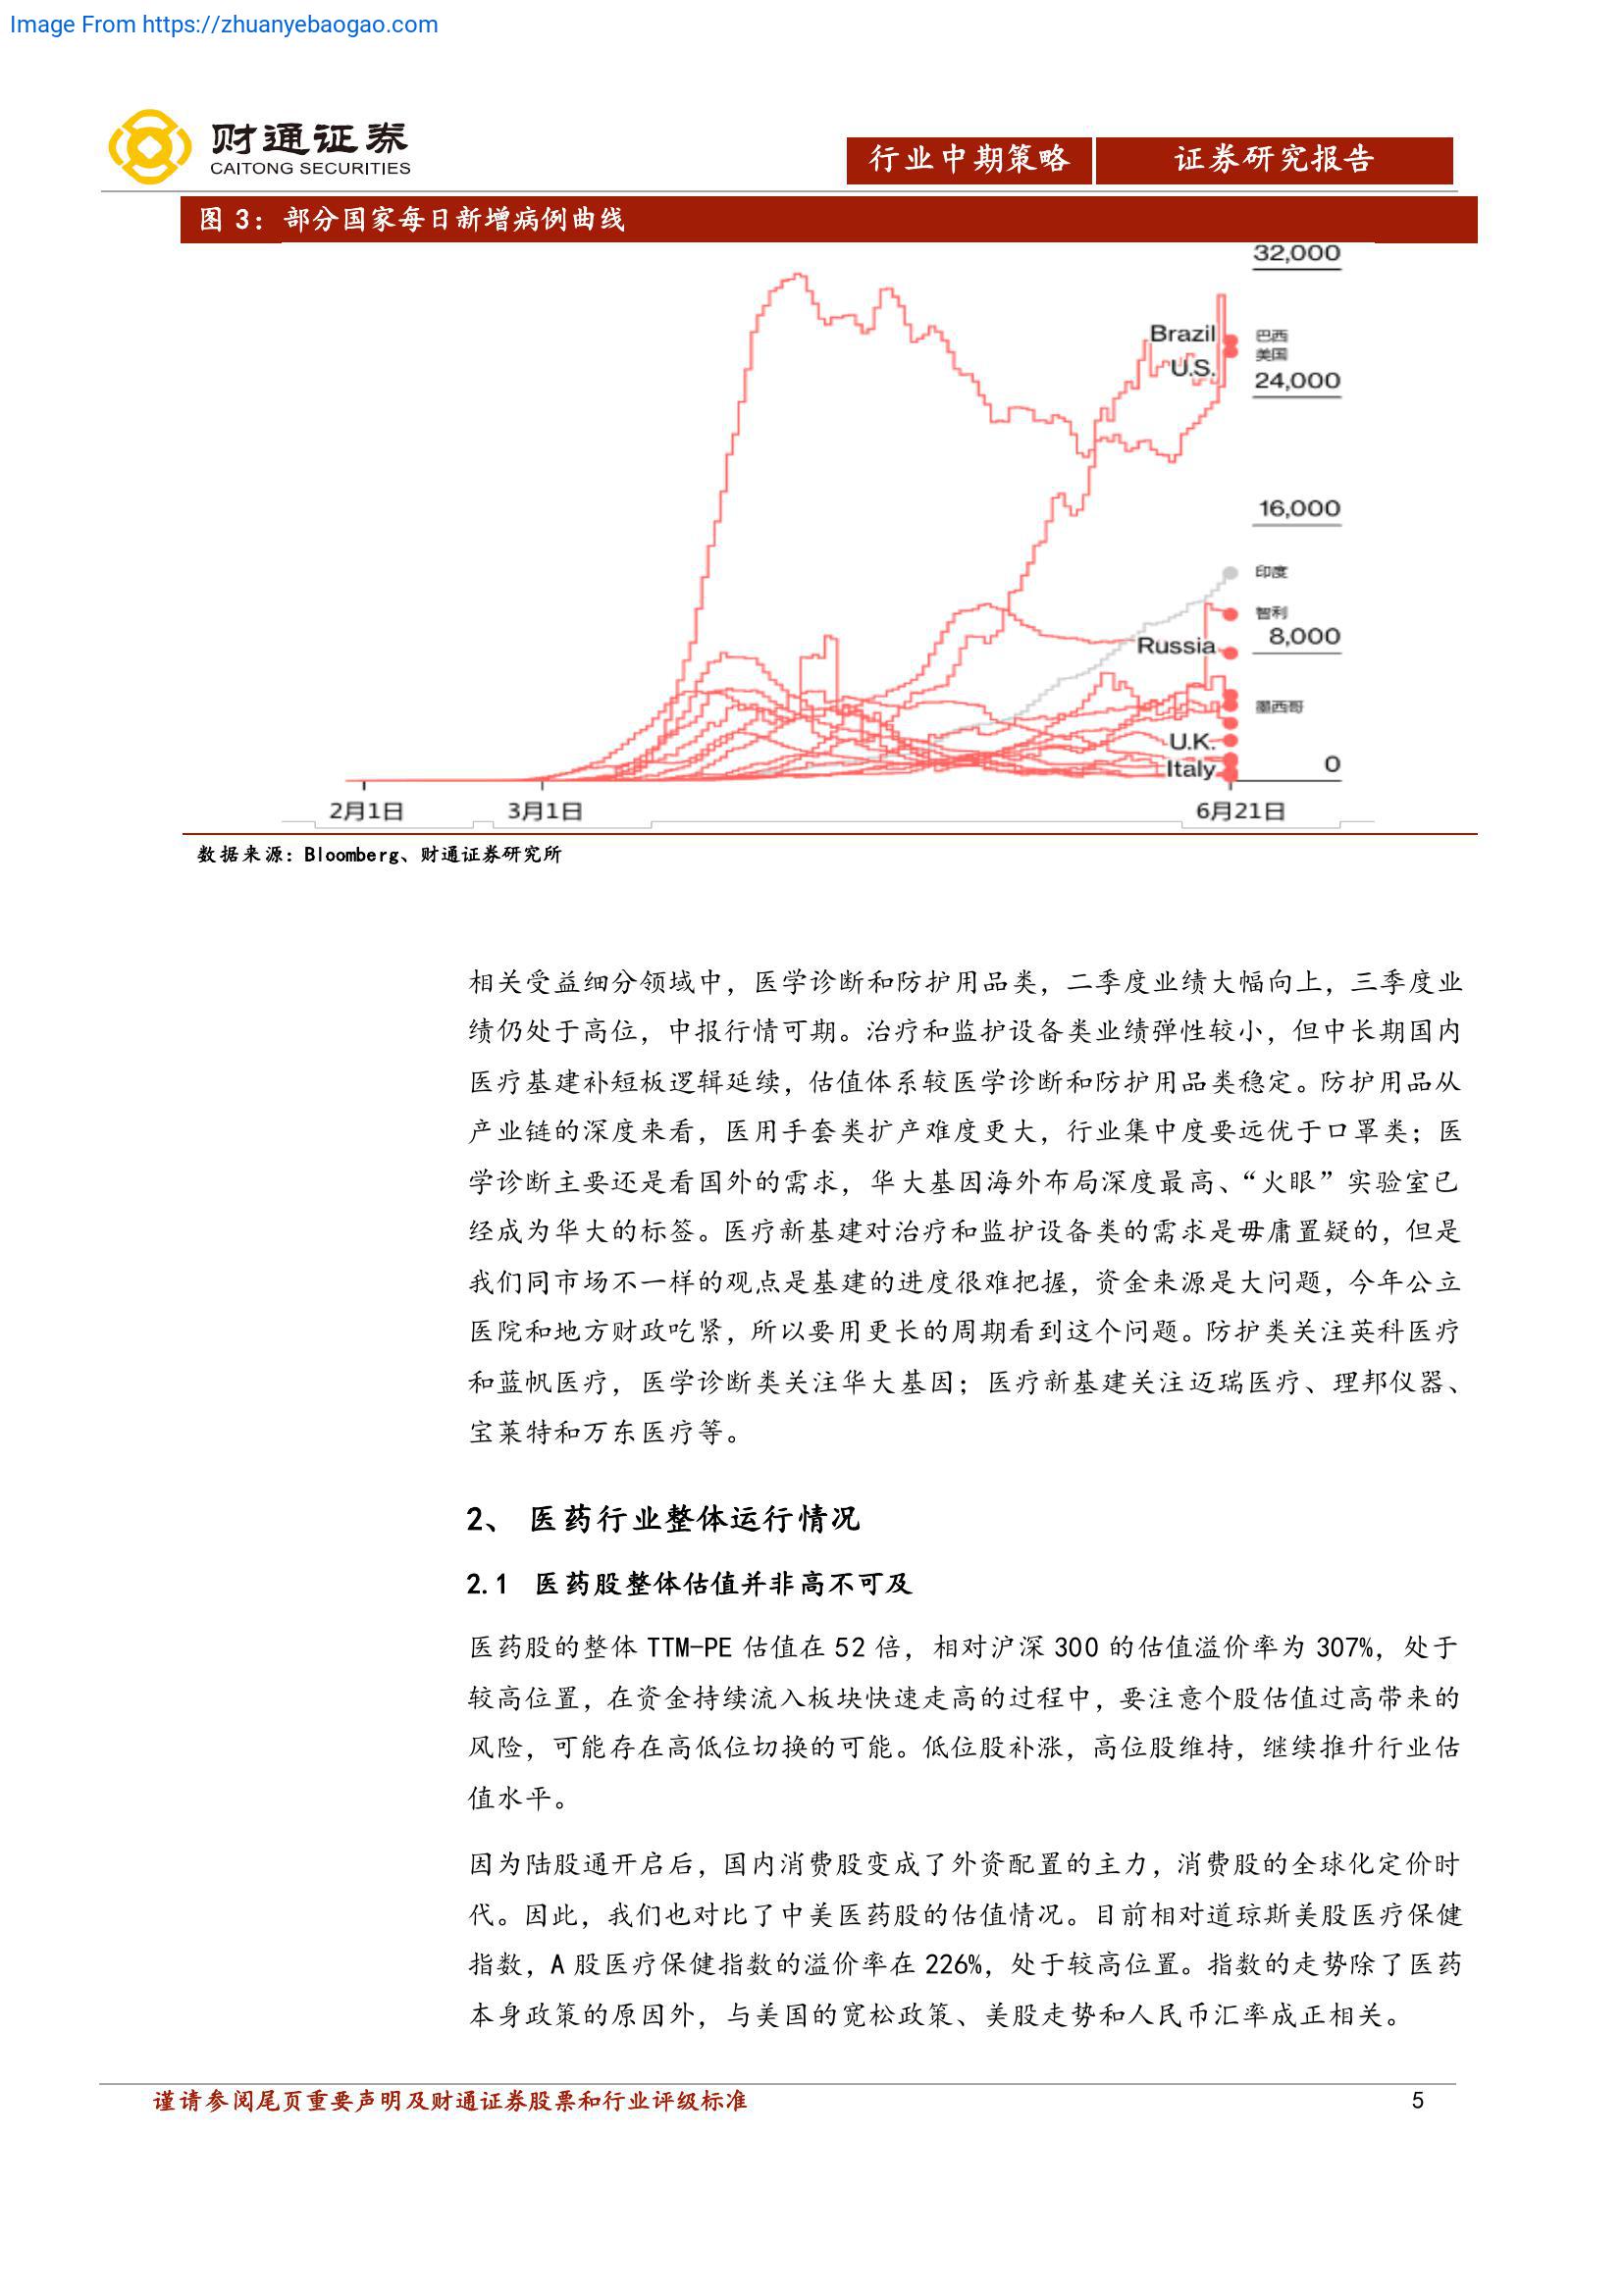 Image From https://zhuanyebaogao.com
财通证券
CAITONG SECURITIES
行业中期策略
证券研究报告
图 3：部分国家每日新增病例曲线
32,000
Brazil
巴西
美国
U.S.
24,000
16,000
印度
智利
Russia
8,000
墨西哥
U.K.
Italy
0
2月1日
3月1日
6月21日
数据来源：Bloomberg、财通证券研究所
相关受益细分领域中，医学诊断和防护用品类，二季度业绩大幅向上，三季度业
绩仍处于高位，中报行情可期。治疗和监护设备类业绩弹性较小，但中长期国内
医疗基建补短板逻辑延续，估值体系较医学诊断和防护用品类稳定。防护用品从
产业链的深度来看，医用手套类扩产难度更大，行业集中度要远优于口罩类；医
学诊断主要还是看国外的需求，华大基因海外布局深度最高、“火眼”实验室已
经成为华大的标签。医疗新基建对治疗和监护设备类的需求是毋庸置疑的，但是
我们同市场不一样的观点是基建的进度很难把握，资金来源是大问题，今年公立
医院和地方财政吃紧，所以要用更长的周期看到这个问题。防护类关注英科医疗
和蓝帆医疗，医学诊断类关注华大基因；医疗新基建关注迈瑞医疗、理邦仪器、
宝莱特和万东医疗等。
2、 医药行业整体运行情况
2.1 医药股整体估值并非高不可及
医药股的整体 TTM-PE 估值在 52 倍，相对沪深 300 的估值溢价率为 307%，处于
较高位置，在资金持续流入板块快速走高的过程中，要注意个股估值过高带来的
风险，可能存在高低位切换的可能。低位股补涨，高位股维持，继续推升行业估
值水平。
因为陆股通开启后，国内消费股变成了外资配置的主力，消费股的全球化定价时
代。因此，我们也对比了中美医药股的估值情况。目前相对道琼斯美股医疗保健
指数，A 股医疗保健指数的溢价率在 226%，处于较高位置。指数的走势除了医药
本身政策的原因外，与美国的宽松政策、美股走势和人民币汇率成正相关。
谨请参阅尾页重要声明及财通证券股票和行业评级标准
5